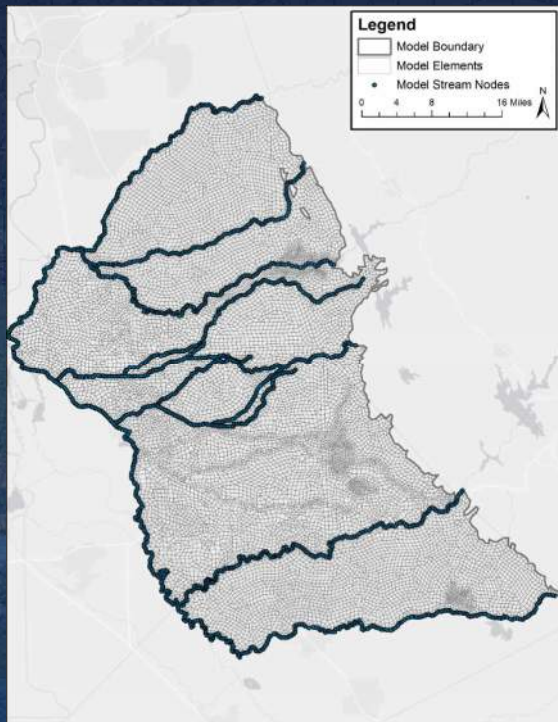 Legend
Model Boundary
Model Elements
Model Stream Nodes
N
0 4 8 16 Miles